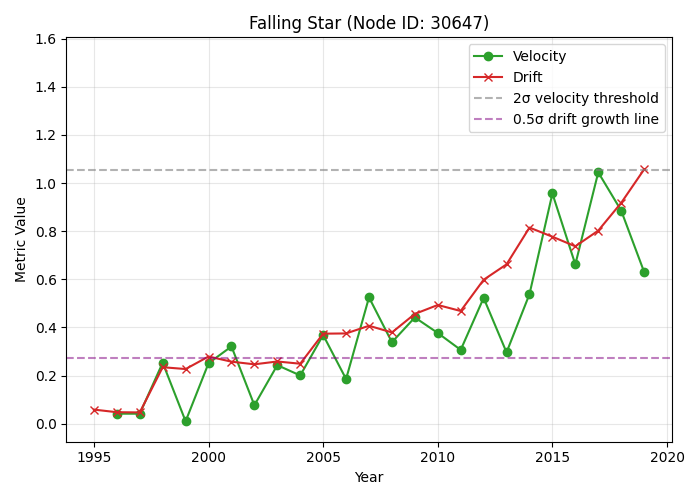 Falling Star (Node ID: 30647)
Velocity
Drift
2σ velocity threshold
0.5σ drift growth line
Metric Value
1.6
1.4
1.2
1.0
0.8
0.6
0.4
0.2
0.0
1995
2000
2005
2010
2015
2020
Year